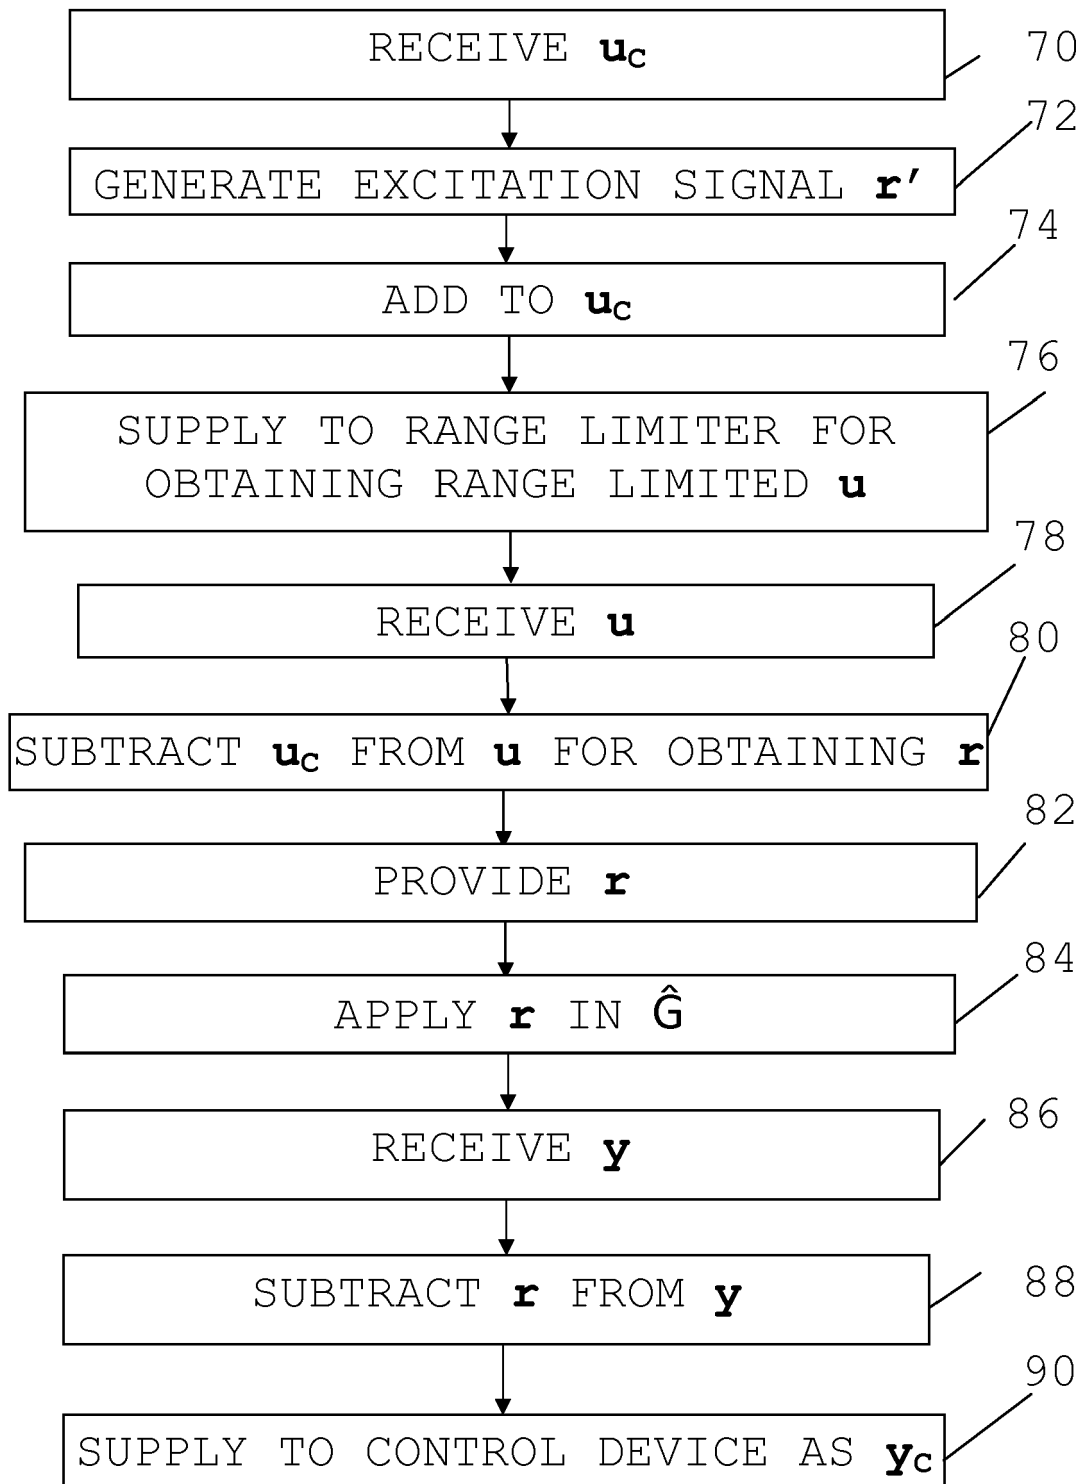 RECEIVE uc
70
72
GENERATE EXCITATION SIGNAL r'
74
ADD TO uc
76
SUPPLY TO RANGE LIMITER FOR
OBTAINING RANGE LIMITED u
78
RECEIVE u
80
SUBTRACT uc FROM u FOR OBTAINING r
82
PROVIDE r
84
APPLY r IN Ĝ
86
RECEIVE y
88
SUBTRACT r FROM y
90
SUPPLY TO CONTROL DEVICE AS yc